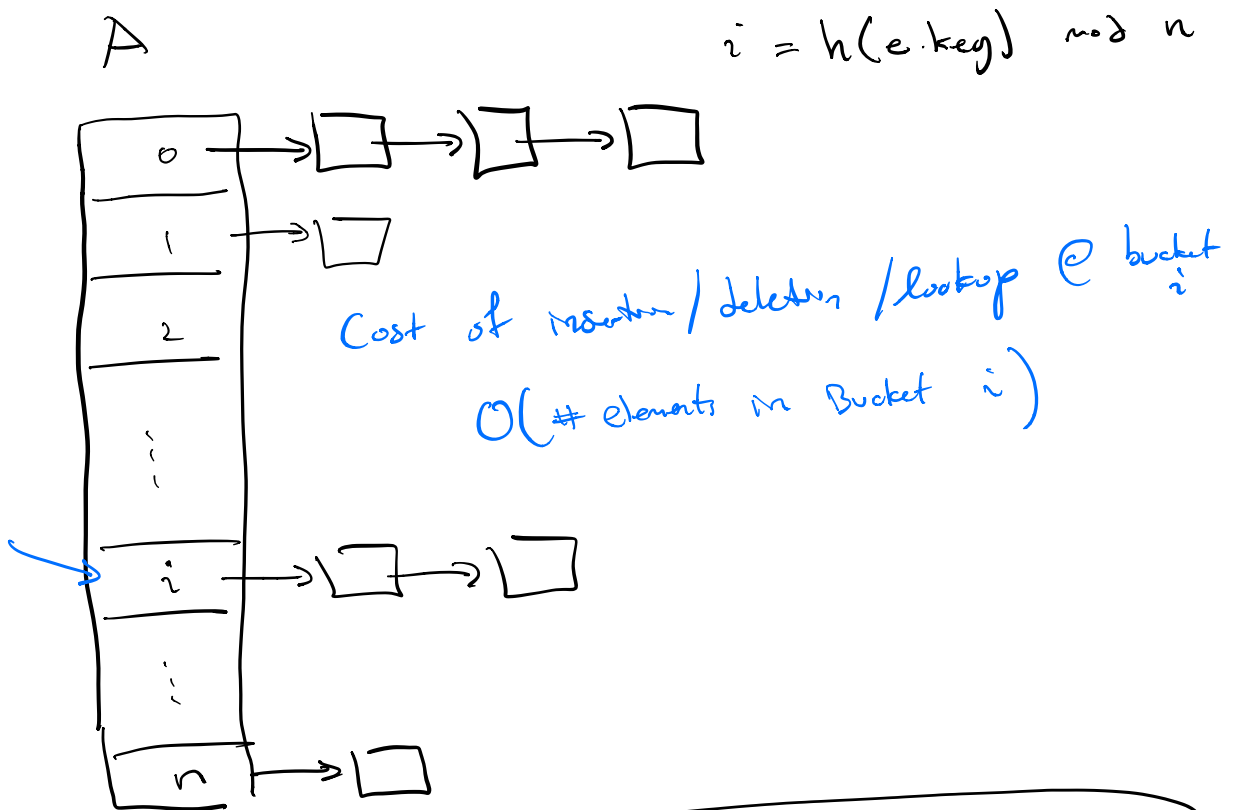 A
i = h(e.key) mod n
0
1
2
Cost of insertion/deletion/lookup @ bucket i
O(# elements in Bucket i)
i
n